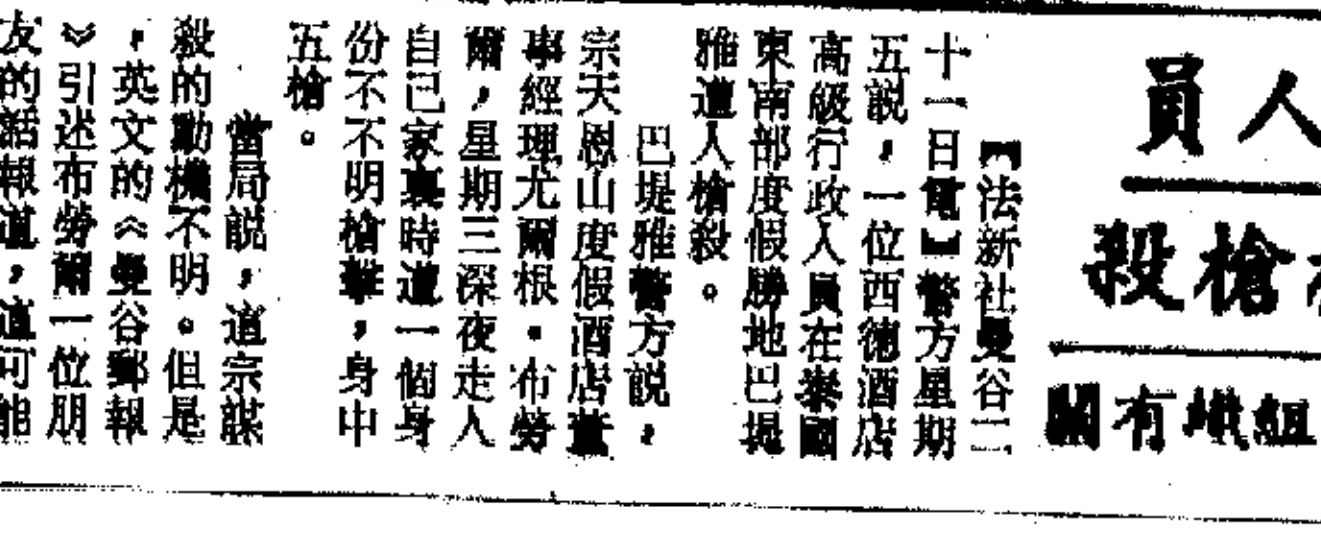 人員
槍殺
組織有關
【法新社曼谷二
十一日電】警方星期
五説，一位西德酒店
高級行政人員在泰國
東南部度假勝地巴堤
雅遭人槍殺。
巴堤雅警方説，
宗天恩山度假酒店董
事經理尤爾根·布勞
爾，星期三深夜走入
自己家裏時遭一個身
份不不明槍擊，身中
五槍。
當局説，這宗謀
殺的動機不明。但是
，英文的《曼谷郵報
》引述布勞爾一位朋
友的話報道，這可能